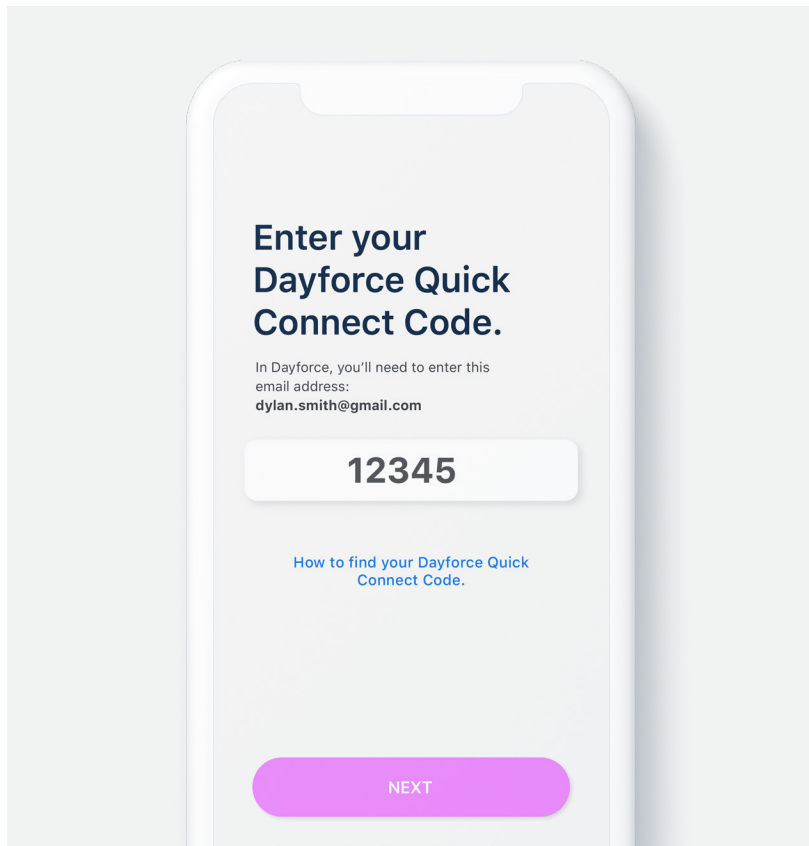 Enter your
Dayforce Quick
Connect Code.
In Dayforce, you’ll need to enter this
email address:
dylan.smith@gmail.com
12345
How to find your Dayforce Quick
Connect Code.
NEXT